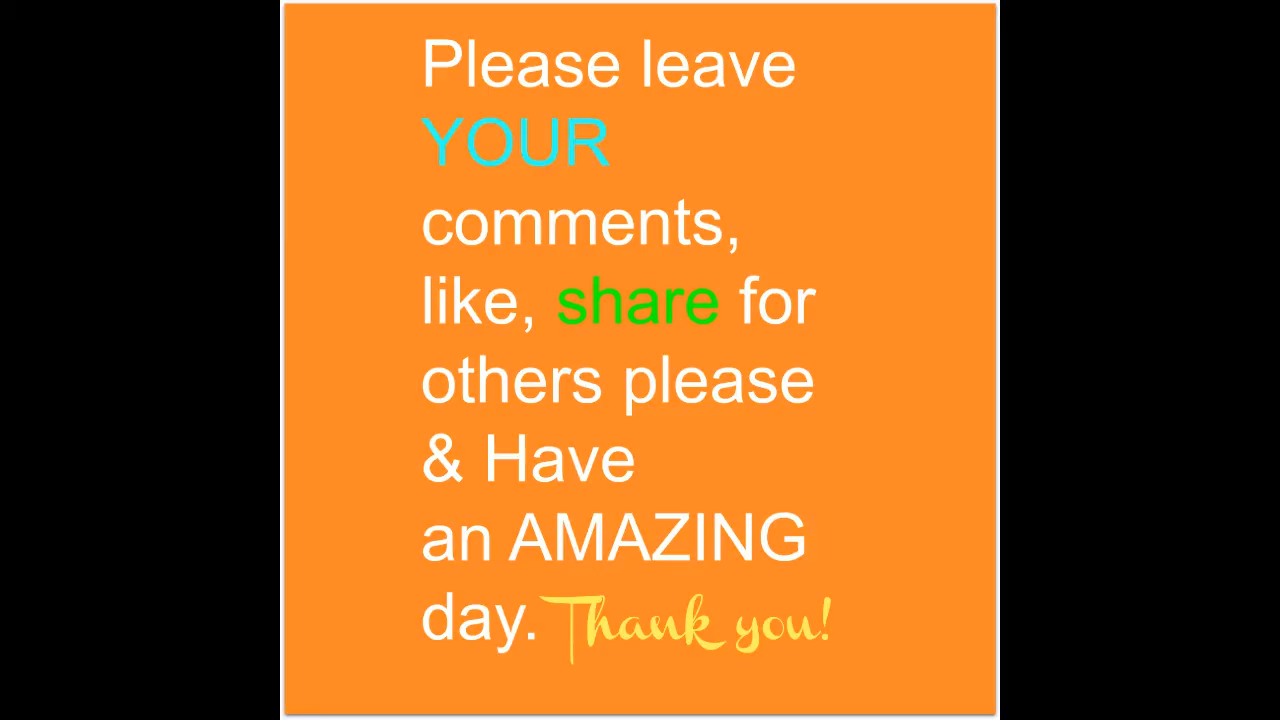 Please leave
YOUR
comments,
like, share for
others please
& Have
an AMAZING
day. Thank you!